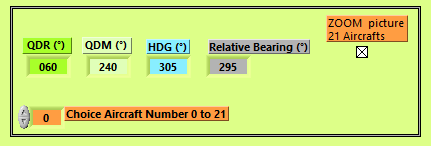 ZOOM picture
21 Aircrafts
QDR (°) QDM (°) HDG (°) Relative Bearing (°)
060 240 305 295
0 Choice Aircraft Number 0 to 21